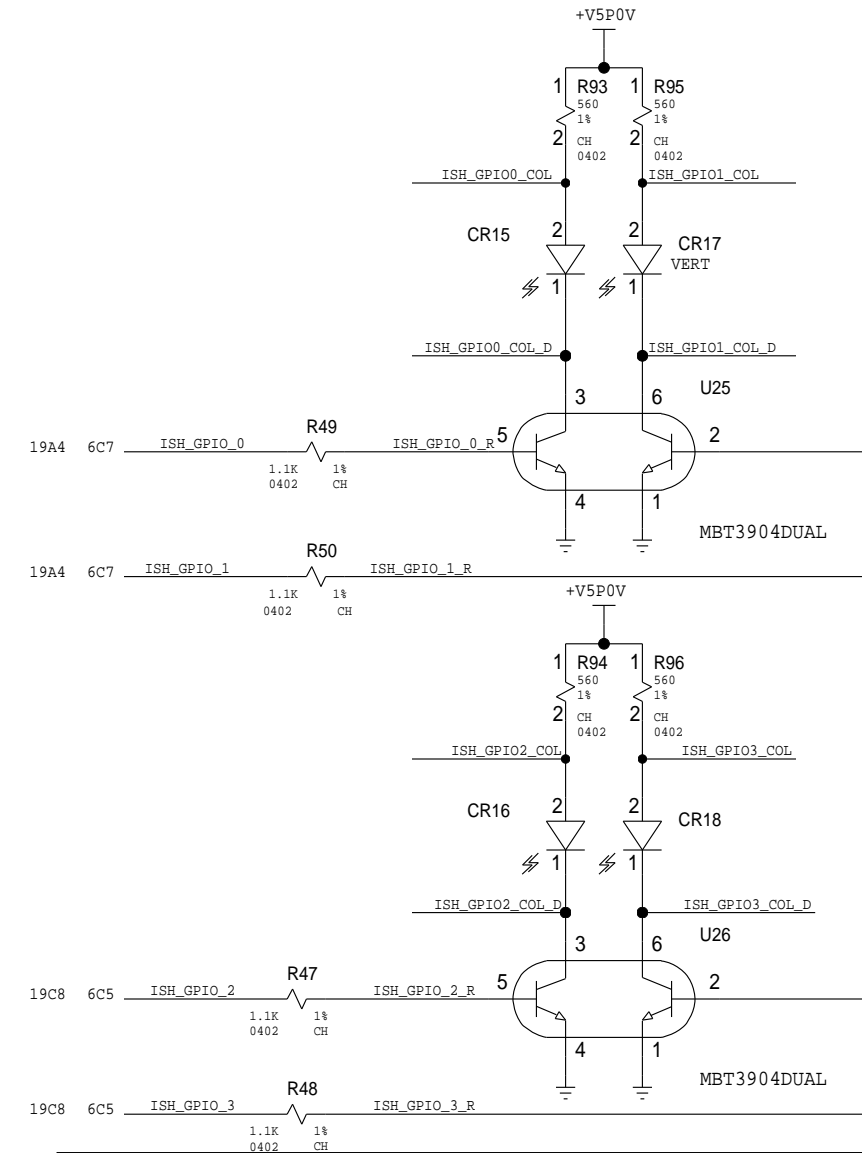 +V5P0V
1 R93 1 R95
560 560
1% 1%
2 CH 2 CH
0402 0402
ISH_GPIO0_COL ISH_GPIO1_COL
CR15 2 2 CR17
VERT
1 1
ISH_GPIO0_COL_D ISH_GPIO1_COL_D
U25
3 6
R49
19A4 6C7 ISH_GPIO_0 ISH_GPIO_0_R 5 2
1.1K 1%
0402 CH
4 1
MBT3904DUAL
R50
19A4 6C7 ISH_GPIO_1 ISH_GPIO_1_R
1.1K 1%
0402 CH
+V5P0V
1 R94 1 R96
560 560
1% 1%
2 CH 2 CH
0402 0402
ISH_GPIO2_COL ISH_GPIO3_COL
CR16 2 2 CR18
1 1
ISH_GPIO2_COL_D ISH_GPIO3_COL_D
U26
3 6
R47
19C8 6C5 ISH_GPIO_2 ISH_GPIO_2_R 5 2
1.1K 1%
0402 CH
4 1
MBT3904DUAL
R48
19C8 6C5 ISH_GPIO_3 ISH_GPIO_3_R
1.1K 1%
0402 CH